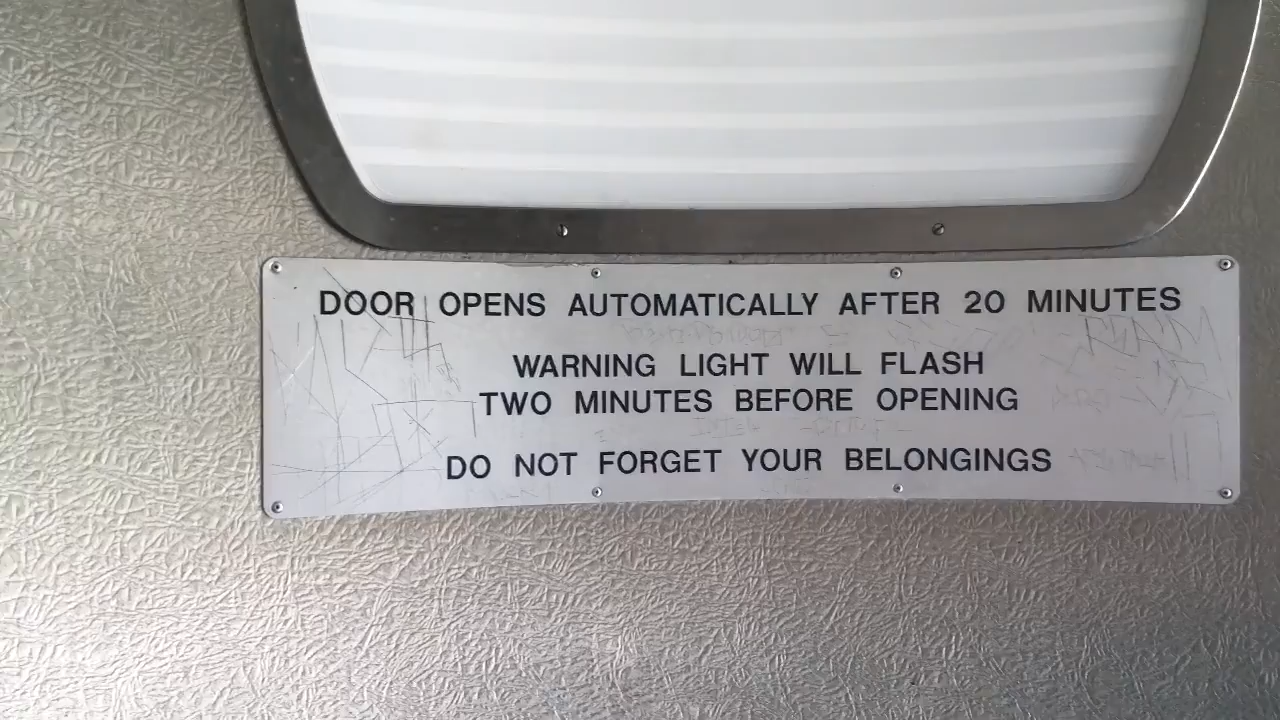 DOOR OPENS AUTOMATICALLY AFTER 20 MINUTES
WARNING LIGHT WILL FLASH
TWO MINUTES BEFORE OPENING
DO NOT FORGET YOUR BELONGINGS